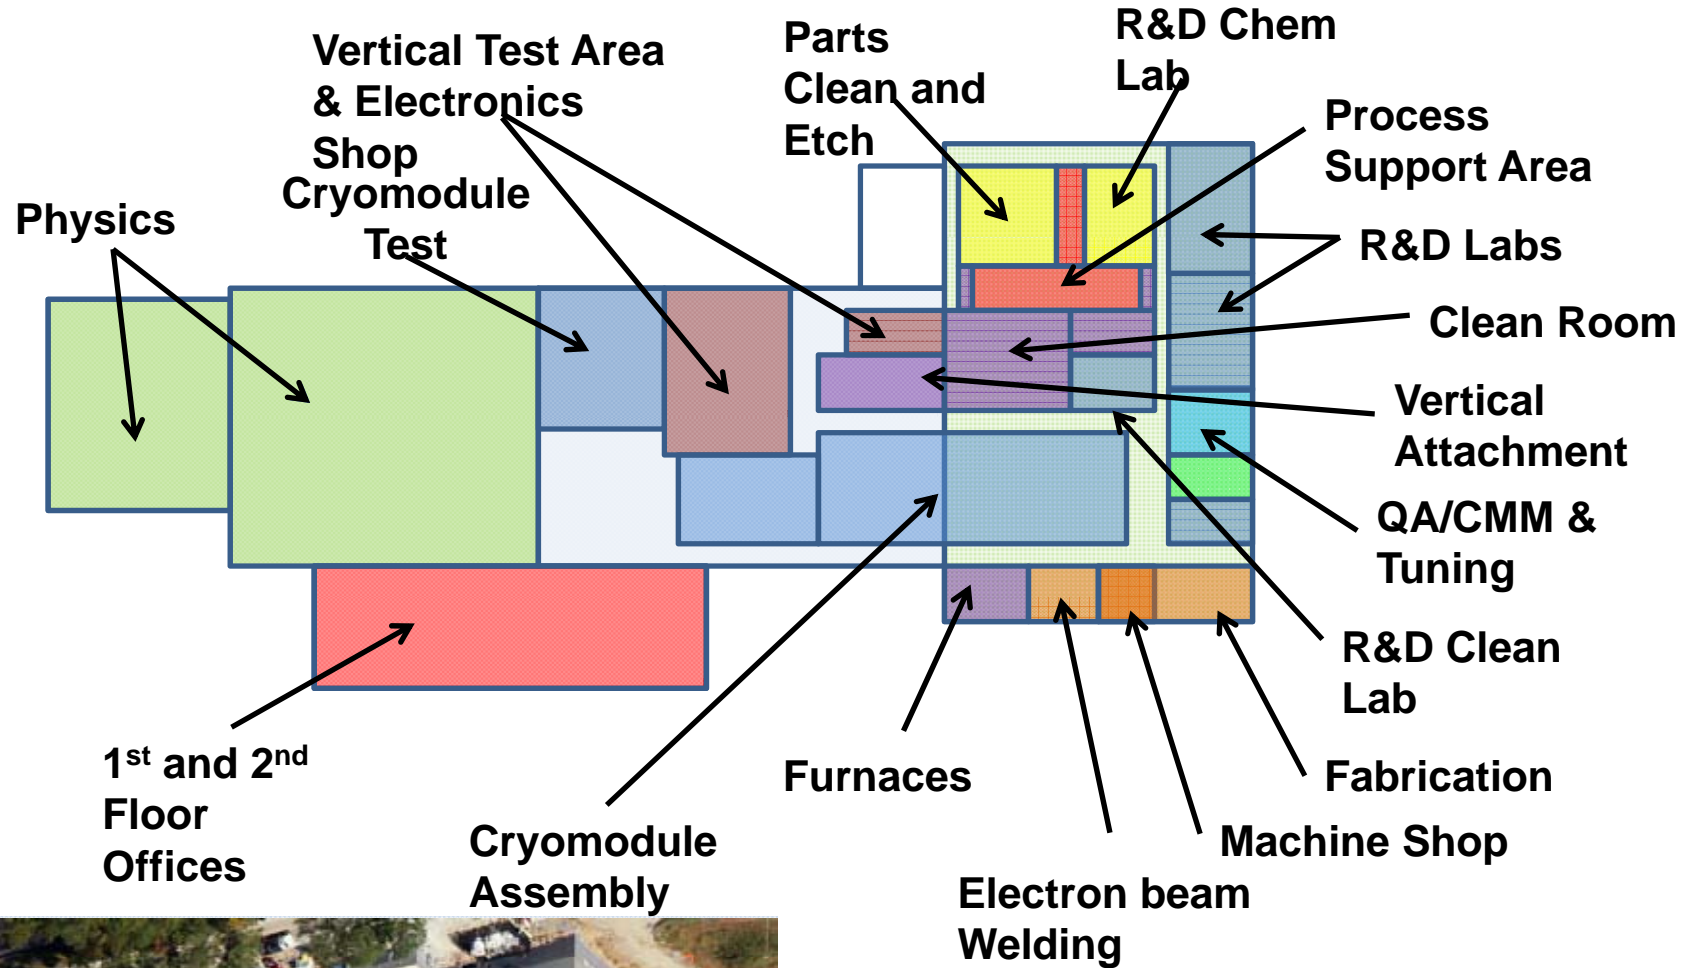 Vertical Test Area
& Electronics
Shop
Cryomodule
Test
Physics
Parts
Clean and
Etch
R&D Chem
Lab
Process
Support Area
R&D Labs
Clean Room
Vertical
Attachment
QA/CMM &
Tuning
R&D Clean
Lab
Fabrication
Machine Shop
Electron beam
Welding
Furnaces
Cryomodule
Assembly
1st and 2nd
Floor
Offices